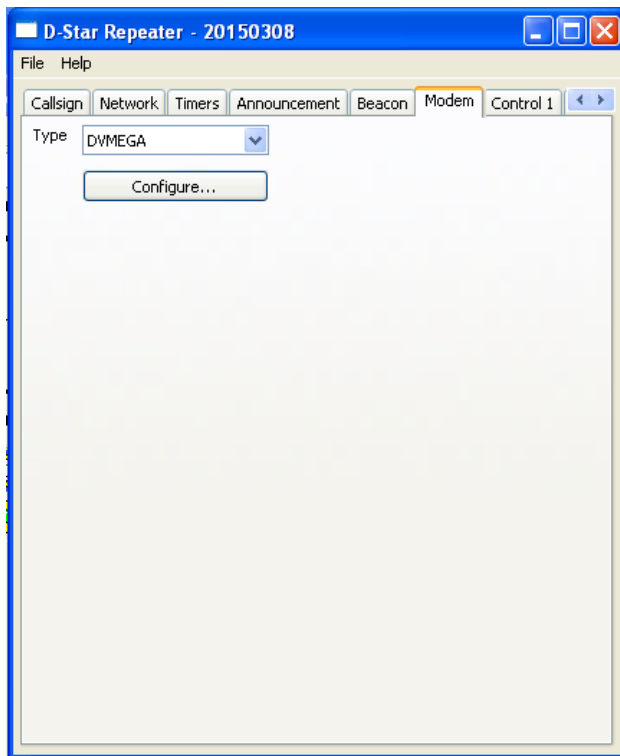 D-Star Repeater - 20150308
File Help
Callsign Network Timers Announcement Beacon Modem Control 1
Type DVMEGA
Configure...